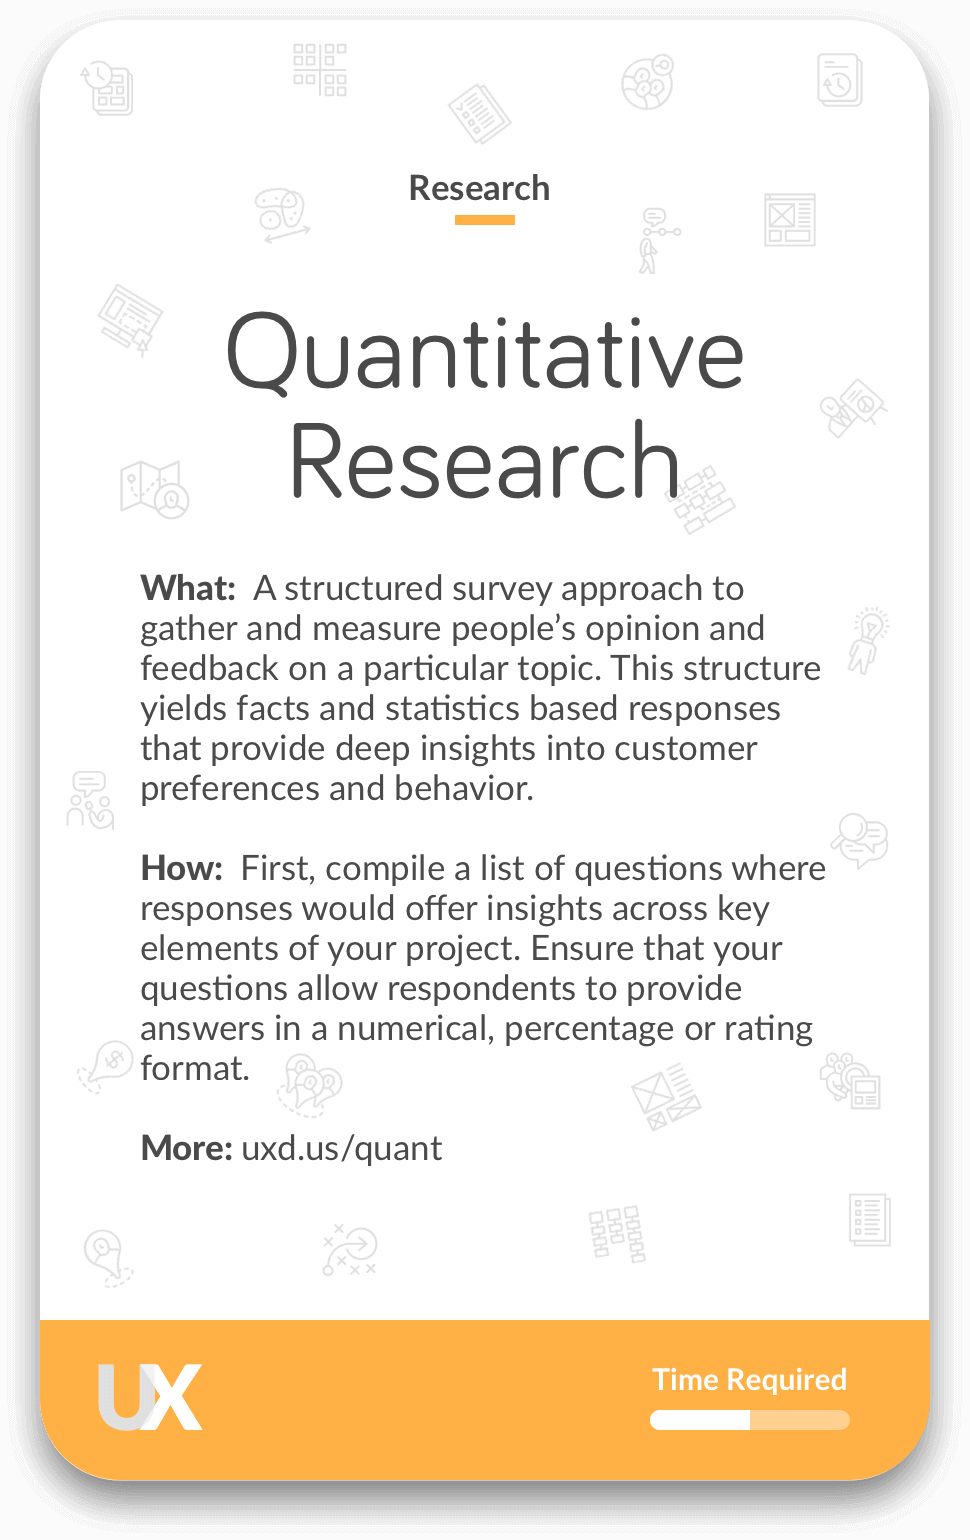 Research
Quantitative
Research
What: A structured survey approach to
gather and measure people’s opinion and
feedback on a particular topic. This structure
yields facts and statistics based responses
that provide deep insights into customer
preferences and behavior.
How: First, compile a list of questions where
responses would offer insights across key
elements of your project. Ensure that your
questions allow respondents to provide
answers in a numerical, percentage or rating
format.
More: uxd.us/quant
UX
Time Required